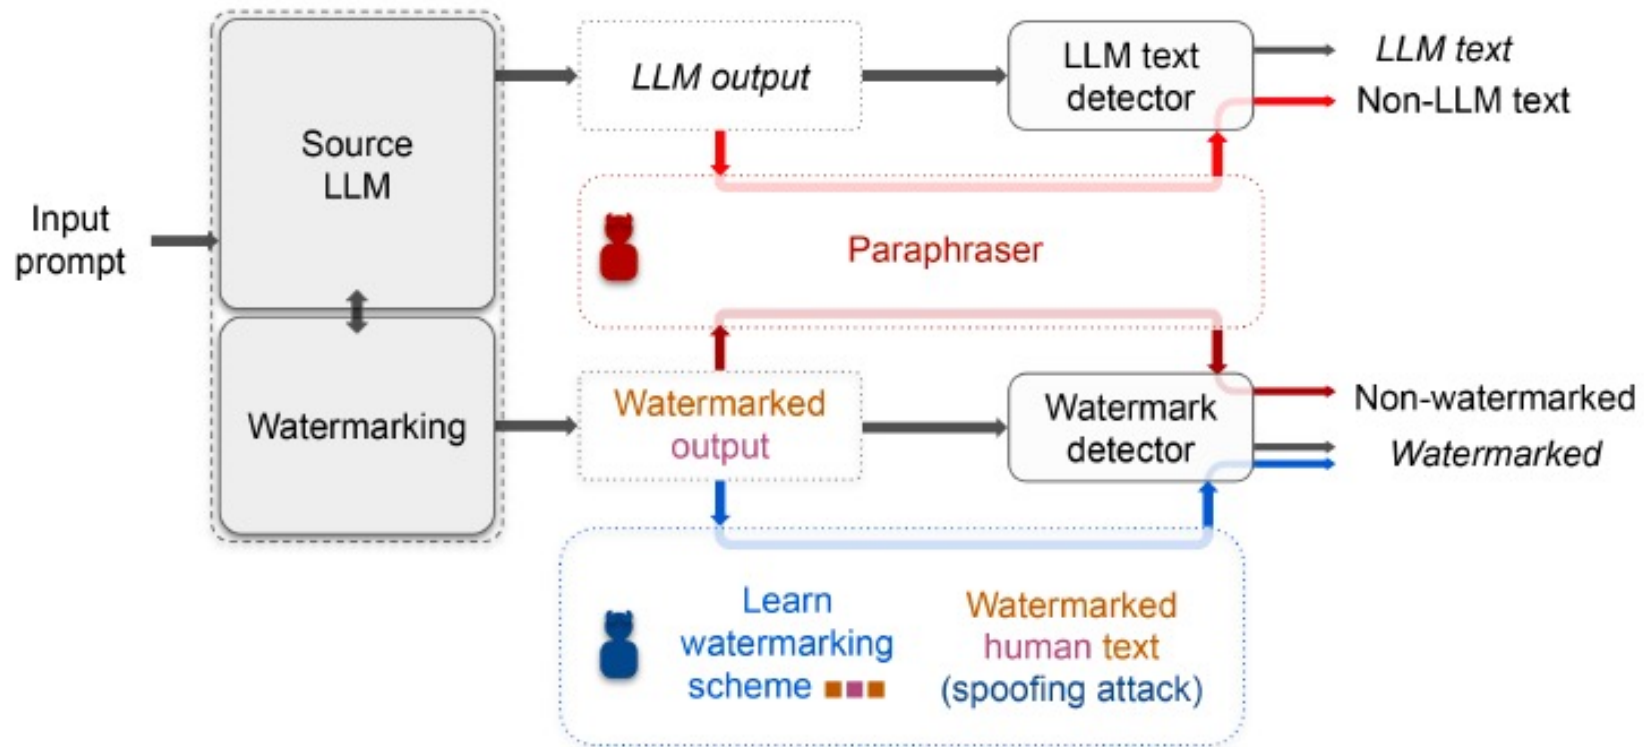 Input
prompt
Source
LLM
Watermarking
LLM output
LLM text
detector
LLM text
Non-LLM text
Paraphraser
Watermarked
output
Watermark
detector
Non-watermarked
Watermarked
Learn
watermarking
scheme
Watermarked
human text
(spoofing attack)